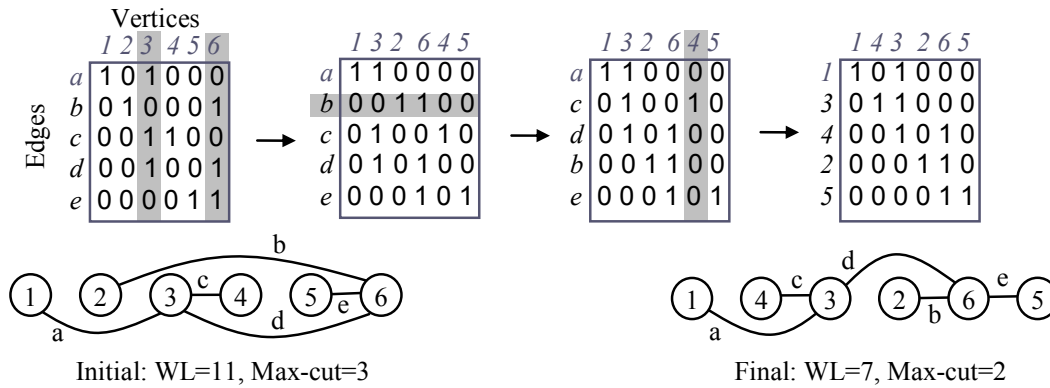 Vertices
1 2 3 4 5 6
a 1 0 1 0 0 0
b 0 1 0 0 0 1
c 0 0 1 1 0 0
d 0 0 1 0 0 1
e 0 0 0 0 1 1
Edges
1 3 2 6 4 5
a 1 1 0 0 0 0
b 0 0 1 1 0 0
c 0 1 0 0 1 0
d 0 1 0 1 0 0
e 0 0 0 1 0 1
1 3 2 6 4 5
a 1 1 0 0 0 0
c 0 1 0 0 1 0
d 0 1 0 1 0 0
b 0 0 1 1 0 0
e 0 0 0 1 0 1
1 4 3 2 6 5
1 1 0 1 0 0 0
3 0 1 1 0 0 0
4 0 0 1 0 1 0
2 0 0 0 1 1 0
5 0 0 0 0 1 1
b
1 2 3 c 4 5 e 6
a d
Initial: WL=11, Max-cut=3
d
1 4 c 3 2 b 6 e 5
a
Final: WL=7, Max-cut=2